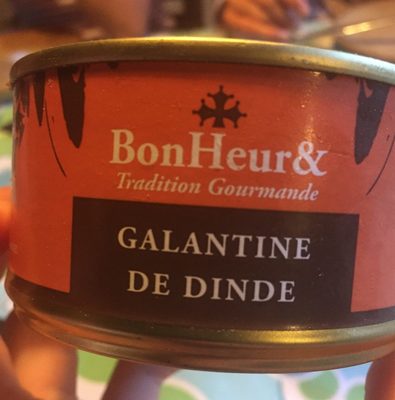 BonHeur&
Tradition Gourmande
GALANTINE
DE DINDE